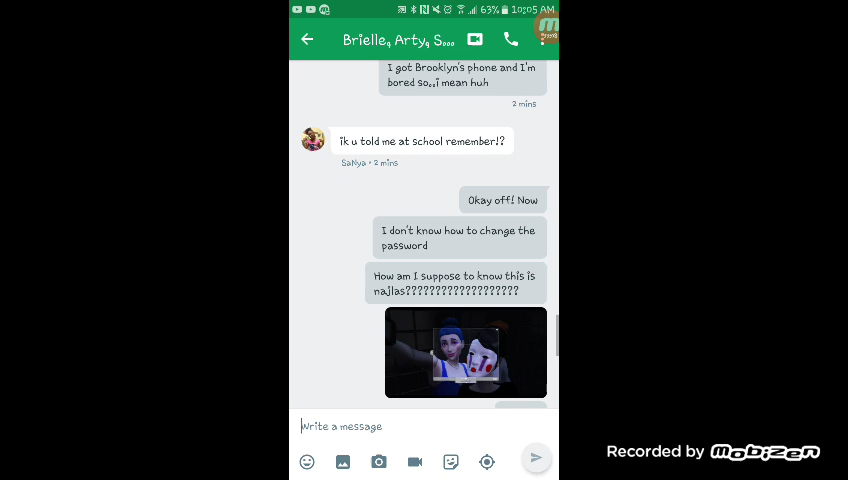 63% 10:05 AM
Brielle, Arty, S...
I got Brooklyn's phone and I'm
bored so..i mean huh
2 mins
ik u told me at school remember!?
SaNya • 2 mins
Okay off! Now
I don't know how to change the
password
How am I suppose to know this is
najlas???????????????????
Write a message
Recorded by mobizen